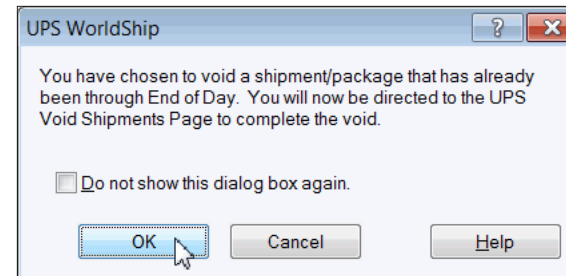 UPS WorldShip
You have chosen to void a shipment/package that has already
been through End of Day. You will now be directed to the UPS
Void Shipments Page to complete the void.
Do not show this dialog box again.
OK Cancel Help